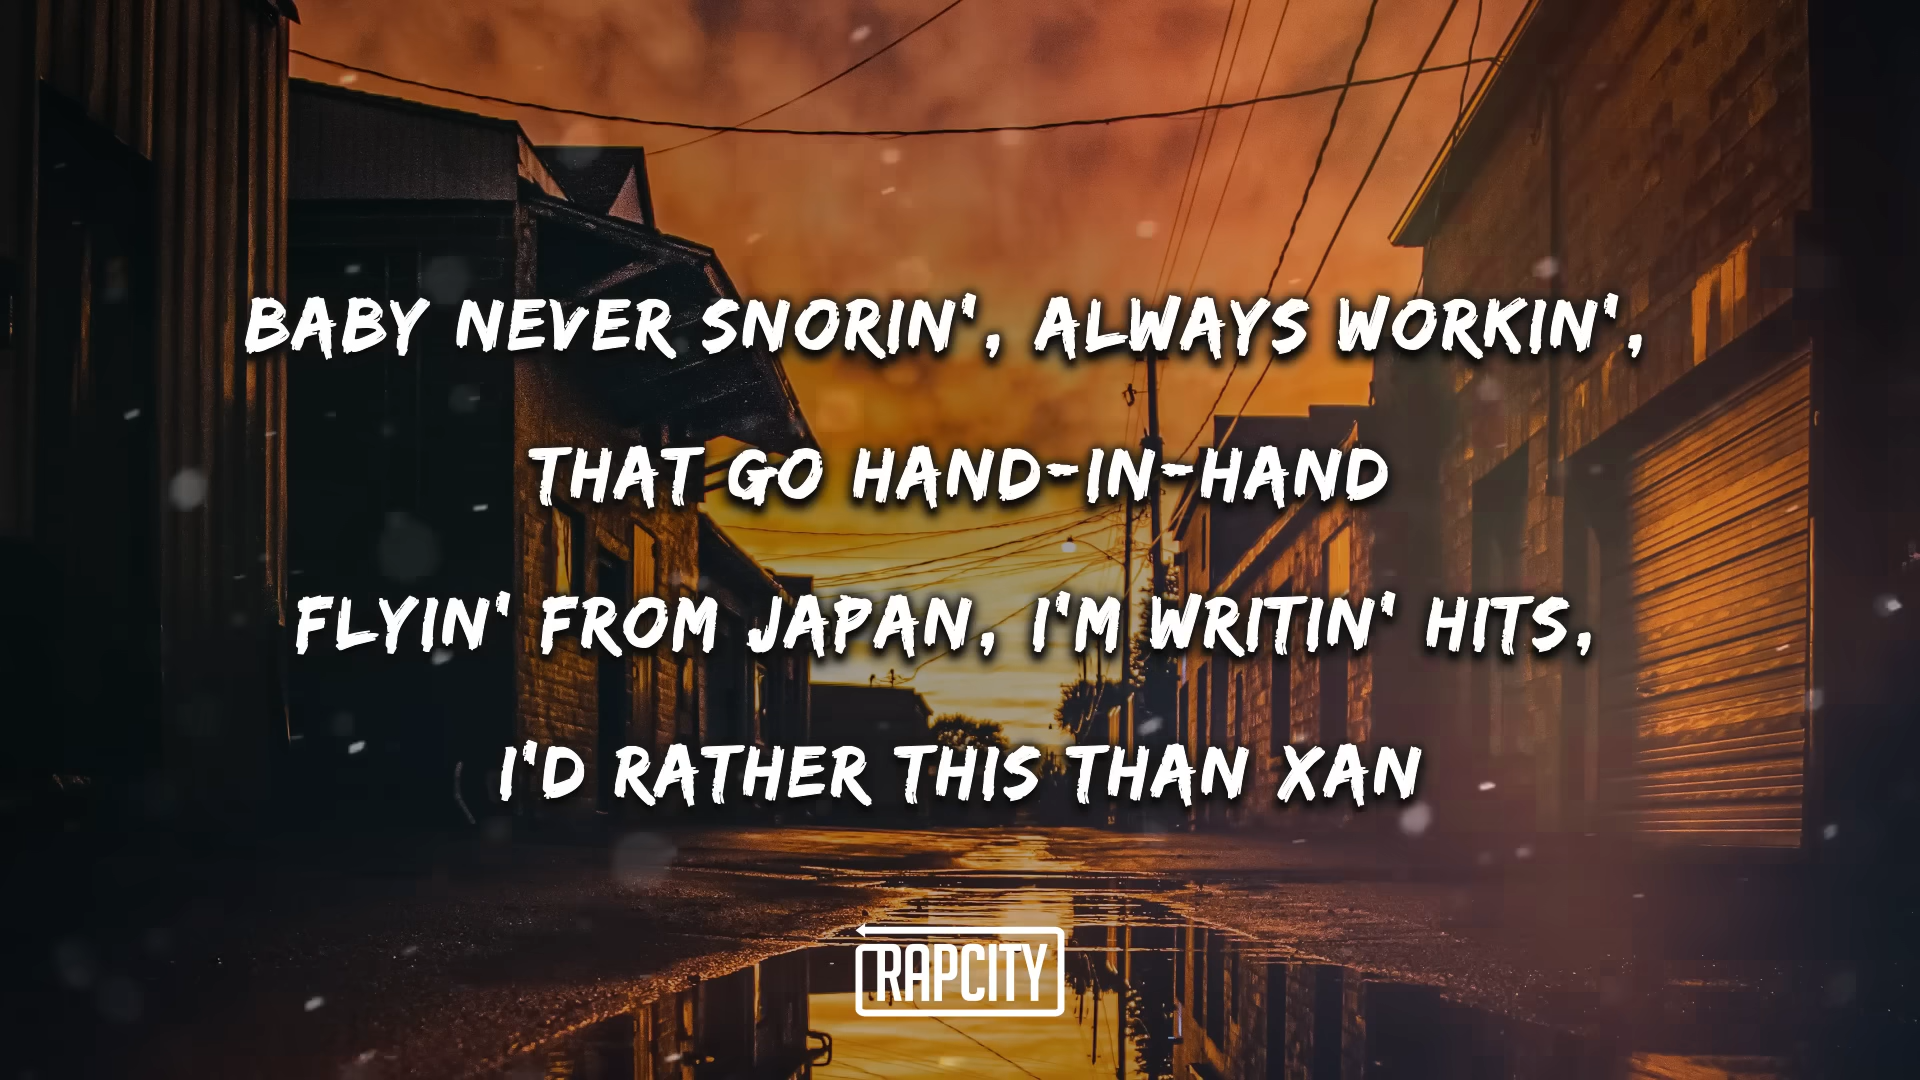 BABY NEVER SNORIN', ALWAYS WORKIN',
THAT GO HAND-IN-HAND
FLYIN' FROM JAPAN, I'M WRITIN' HITS,
I'D RATHER THIS THAN XAN
RAPCITY